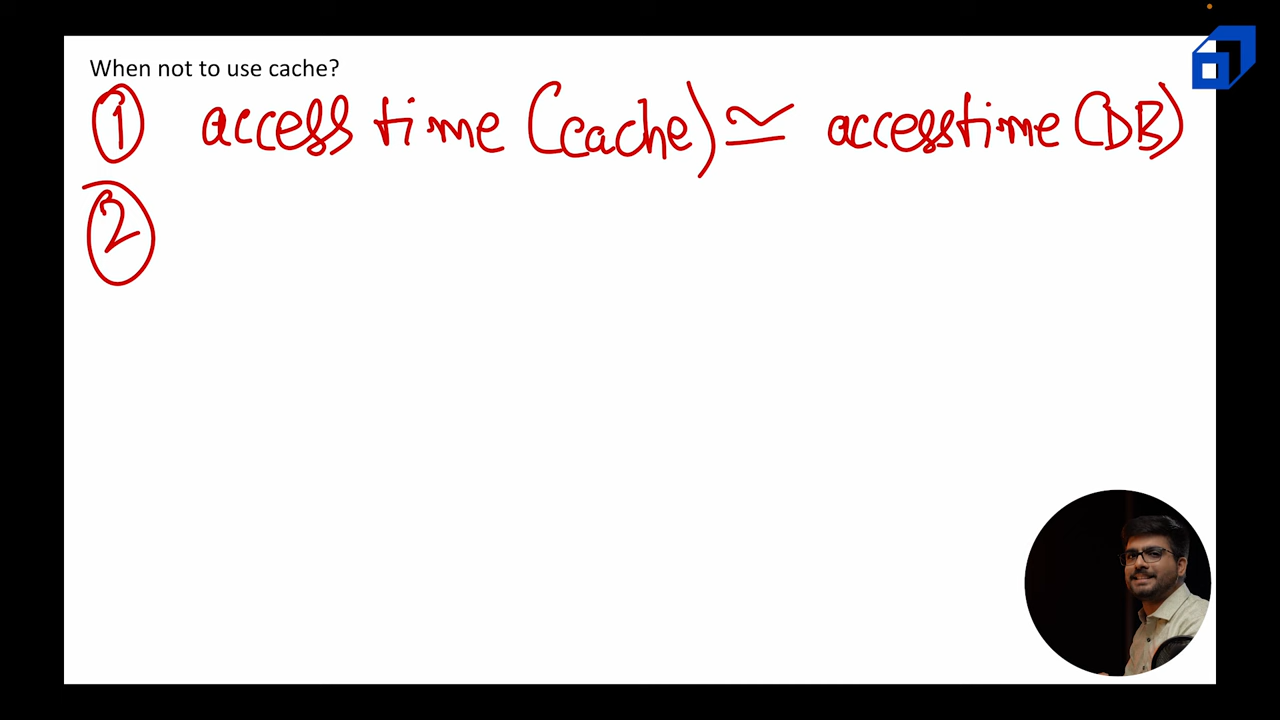 When not to use cache?
① access time (cache) ≃ accesstime (DB)
②